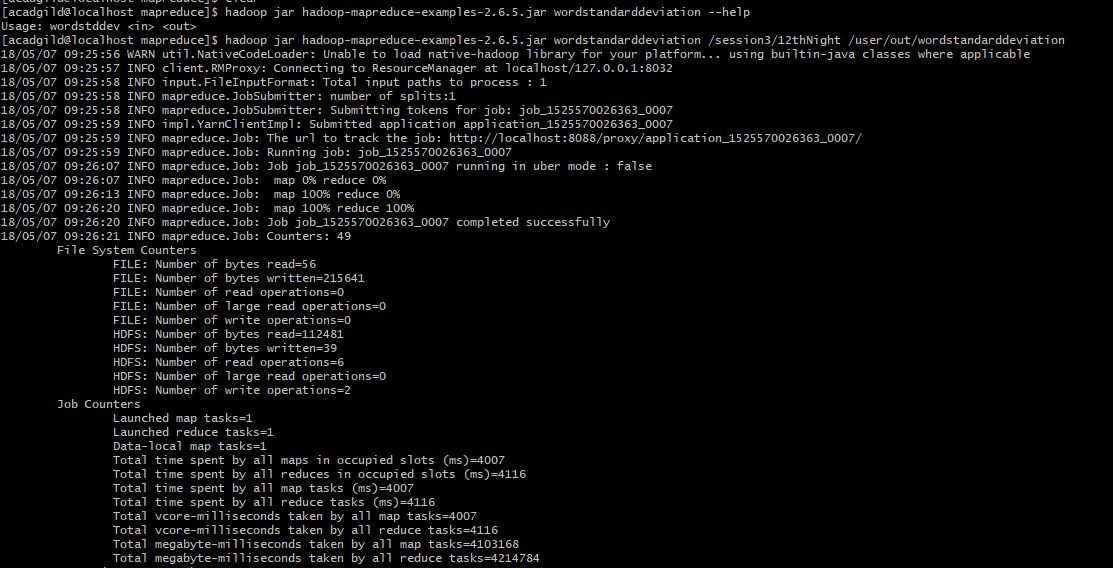 [acadgild@localhost mapreduce]$ clear
[acadgild@localhost mapreduce]$ hadoop jar hadoop-mapreduce-examples-2.6.5.jar wordstandarddeviation --help
Usage: wordstddev <in> <out>
[acadgild@localhost mapreduce]$ hadoop jar hadoop-mapreduce-examples-2.6.5.jar wordstandarddeviation /session3/12thNight /user/out/wordstandarddeviation
18/05/07 09:25:56 WARN util.NativeCodeLoader: Unable to load native-hadoop library for your platform... using builtin-java classes where applicable
18/05/07 09:25:57 INFO client.RMProxy: Connecting to ResourceManager at localhost/127.0.0.1:8032
18/05/07 09:25:58 INFO input.FileInputFormat: Total input paths to process : 1
18/05/07 09:25:58 INFO mapreduce.JobSubmitter: number of splits:1
18/05/07 09:25:58 INFO mapreduce.JobSubmitter: Submitting tokens for job: job_1525570026363_0007
18/05/07 09:25:59 INFO impl.YarnClientImpl: Submitted application application_1525570026363_0007
18/05/07 09:25:59 INFO mapreduce.Job: The url to track the job: http://localhost:8088/proxy/application_1525570026363_0007/
18/05/07 09:25:59 INFO mapreduce.Job: Running job: job_1525570026363_0007
18/05/07 09:26:07 INFO mapreduce.Job: Job job_1525570026363_0007 running in uber mode : false
18/05/07 09:26:07 INFO mapreduce.Job:  map 0% reduce 0%
18/05/07 09:26:13 INFO mapreduce.Job:  map 100% reduce 0%
18/05/07 09:26:20 INFO mapreduce.Job:  map 100% reduce 100%
18/05/07 09:26:20 INFO mapreduce.Job: Job job_1525570026363_0007 completed successfully
18/05/07 09:26:21 INFO mapreduce.Job: Counters: 49
File System Counters
FILE: Number of bytes read=56
FILE: Number of bytes written=215641
FILE: Number of read operations=0
FILE: Number of large read operations=0
FILE: Number of write operations=0
HDFS: Number of bytes read=112481
HDFS: Number of bytes written=39
HDFS: Number of read operations=6
HDFS: Number of large read operations=0
HDFS: Number of write operations=2
Job Counters
Launched map tasks=1
Launched reduce tasks=1
Data-local map tasks=1
Total time spent by all maps in occupied slots (ms)=4007
Total time spent by all reduces in occupied slots (ms)=4116
Total time spent by all map tasks (ms)=4007
Total time spent by all reduce tasks (ms)=4116
Total vcore-milliseconds taken by all map tasks=4007
Total vcore-milliseconds taken by all reduce tasks=4116
Total megabyte-milliseconds taken by all map tasks=4103168
Total megabyte-milliseconds taken by all reduce tasks=4214784